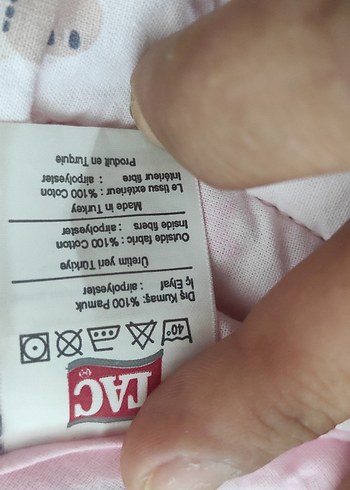 TAC
40°
Dış Kumaş: %100 Pamuk
İç Elyaf : airpolyester
Üretim yeri Türkiye
Outside fabric : %100 Cotton
Inside fibers : airpolyester
Made in Turkey
Le tissu extérieur : %100 Coton
Intérieur fibre : airpolyester
Produit en Turquie